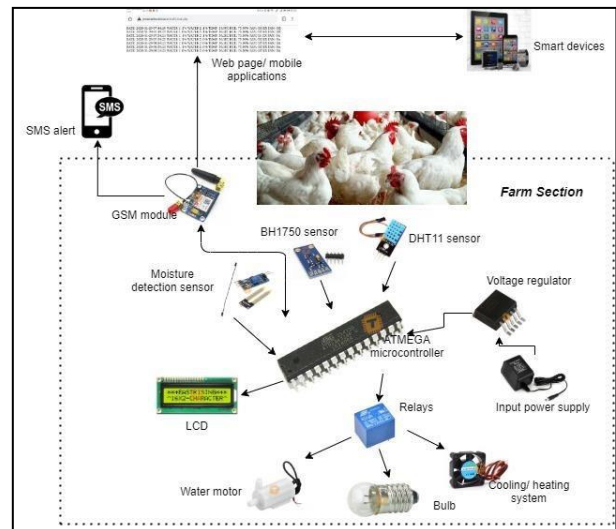 Web page/ mobile
applications
Smart devices
SMS
SMS alert
Farm Section
GSM module
BH1750 sensor
DHT11 sensor
Moisture
detection sensor
Voltage regulator
ATMEGA
microcontroller
LCD
Relays
Input power supply
Water motor
Bulb
Cooling/ heating
system